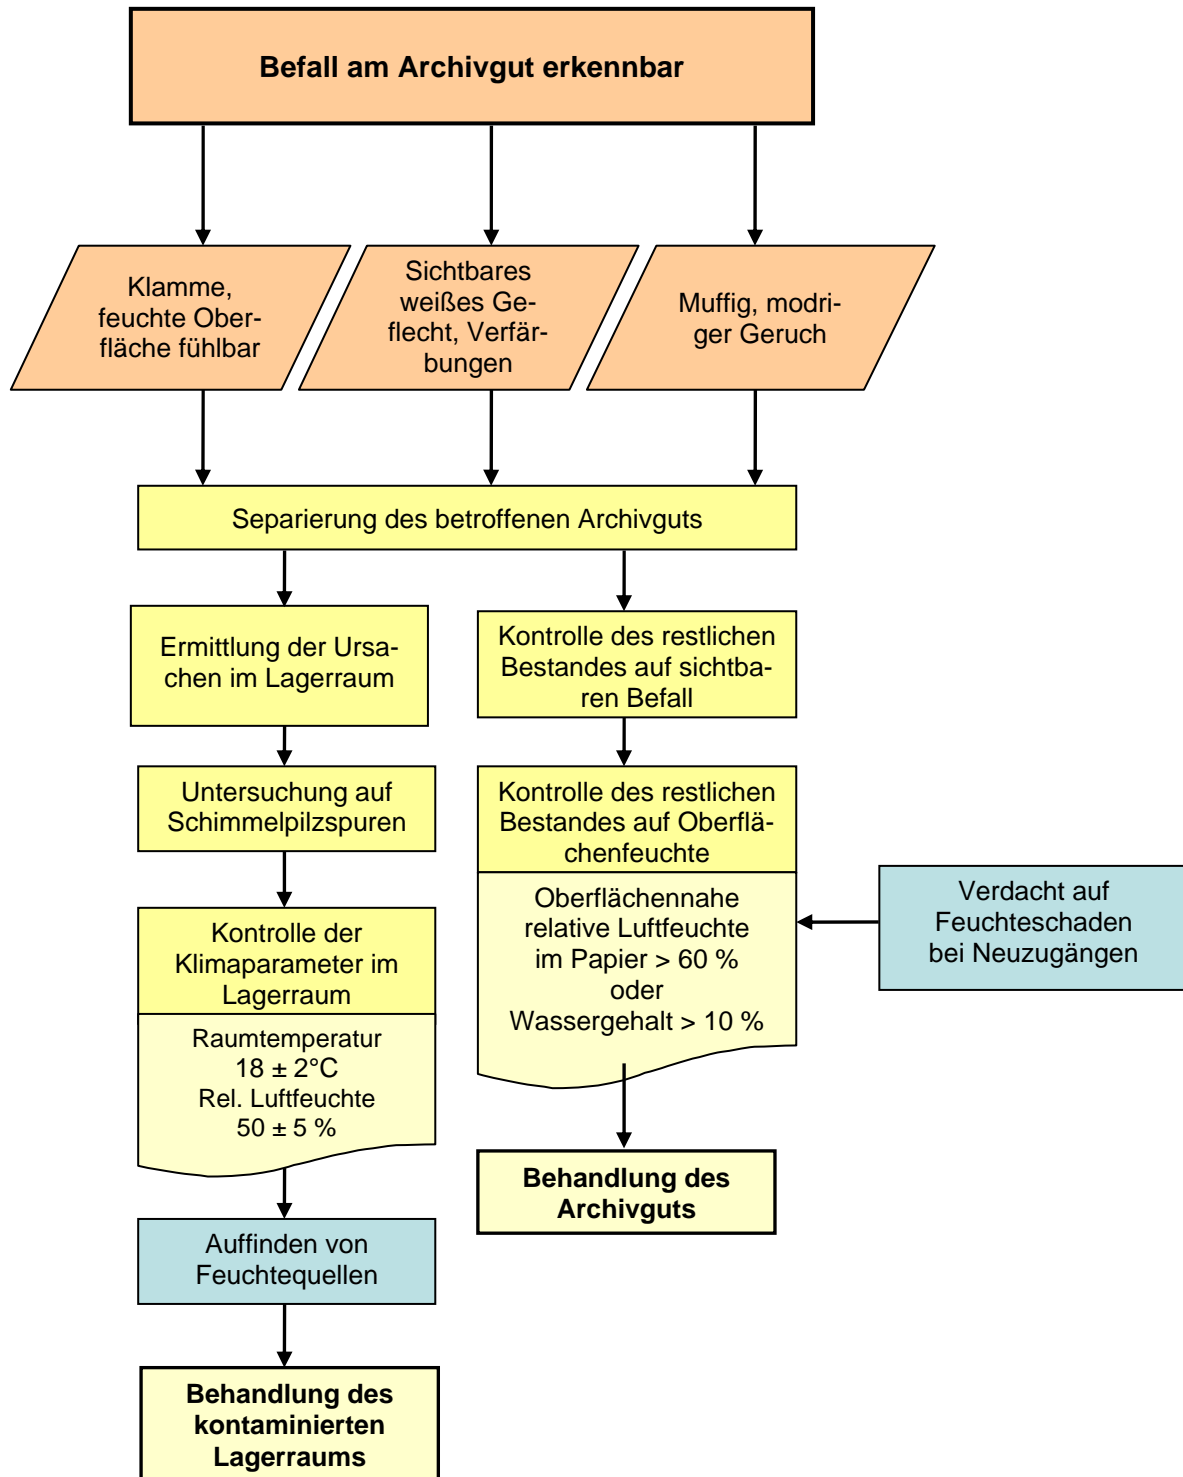 Befall am Archivgut erkennbar
Klamme,
feuchte Ober-
fläche fühlbar
Sichtbares
weißes Ge-
flecht, Verfär-
bungen
Muffig, modri-
ger Geruch
Separierung des betroffenen Archivguts
Ermittlung der Ursa-
chen im Lagerraum
Kontrolle des restlichen
Bestandes auf sichtba-
ren Befall
Untersuchung auf
Schimmelpilzspuren
Kontrolle des restlichen
Bestandes auf Oberflä-
chenfeuchte
Oberflächennahe
relative Luftfeuchte
im Papier > 60 %
oder
Wassergehalt > 10 %
Verdacht auf
Feuchteschaden
bei Neuzugängen
Kontrolle der
Klimaparameter im
Lagerraum
Raumtemperatur
18 ± 2°C
Rel. Luftfeuchte
50 ± 5 %
Behandlung des
Archivguts
Auffinden von
Feuchtequellen
Behandlung des
kontaminierten
Lagerraums